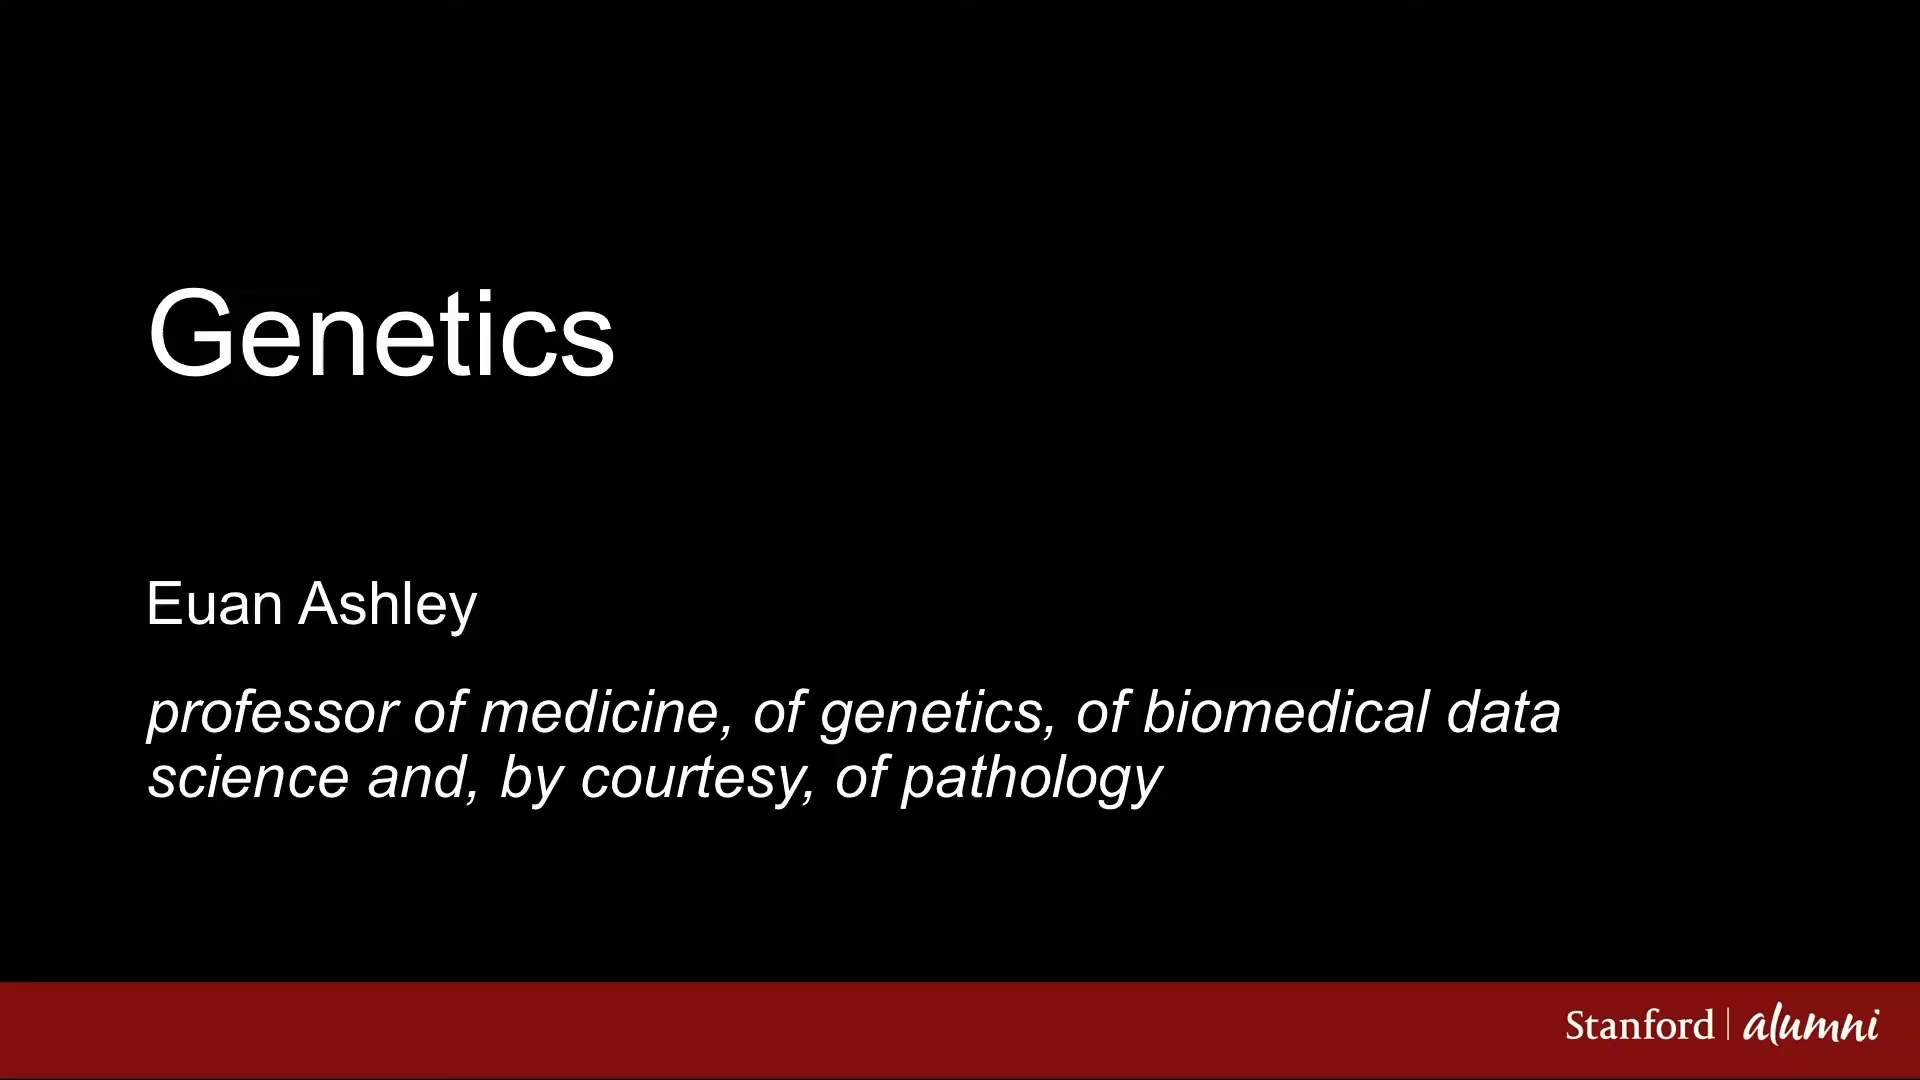 Genetics
Euan Ashley
professor of medicine, of genetics, of biomedical data
science and, by courtesy, of pathology
Stanford | alumni